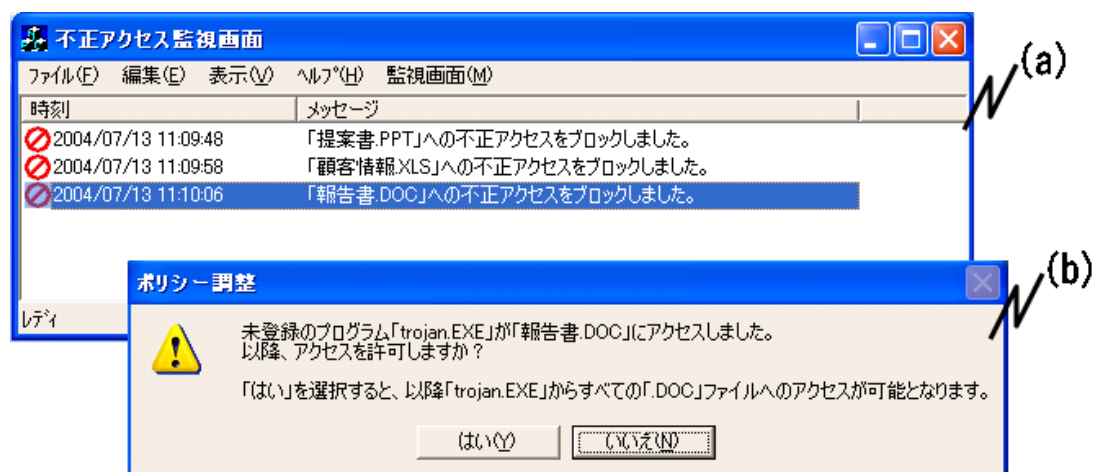 不正アクセス監視画面
ファイル(F) 編集(E) 表示(V) ヘルプ(H) 監視画面(M)
(a)
時刻 メッセージ
2004/07/13 11:09:48 「提案書.PPT」への不正アクセスをブロックしました。
2004/07/13 11:09:58 「顧客情報.XLS」への不正アクセスをブロックしました。
2004/07/13 11:10:06 「報告書.DOC」への不正アクセスをブロックしました。
(b)
ポリシー調整
レディ
未登録のプログラム「trojan.EXE」が「報告書.DOC」にアクセスしました。
以降、アクセスを許可しますか？
「はい」を選択すると、以降「trojan.EXE」からすべての「.DOC」ファイルへのアクセスが可能となります。
はい(Y) いいえ(N)